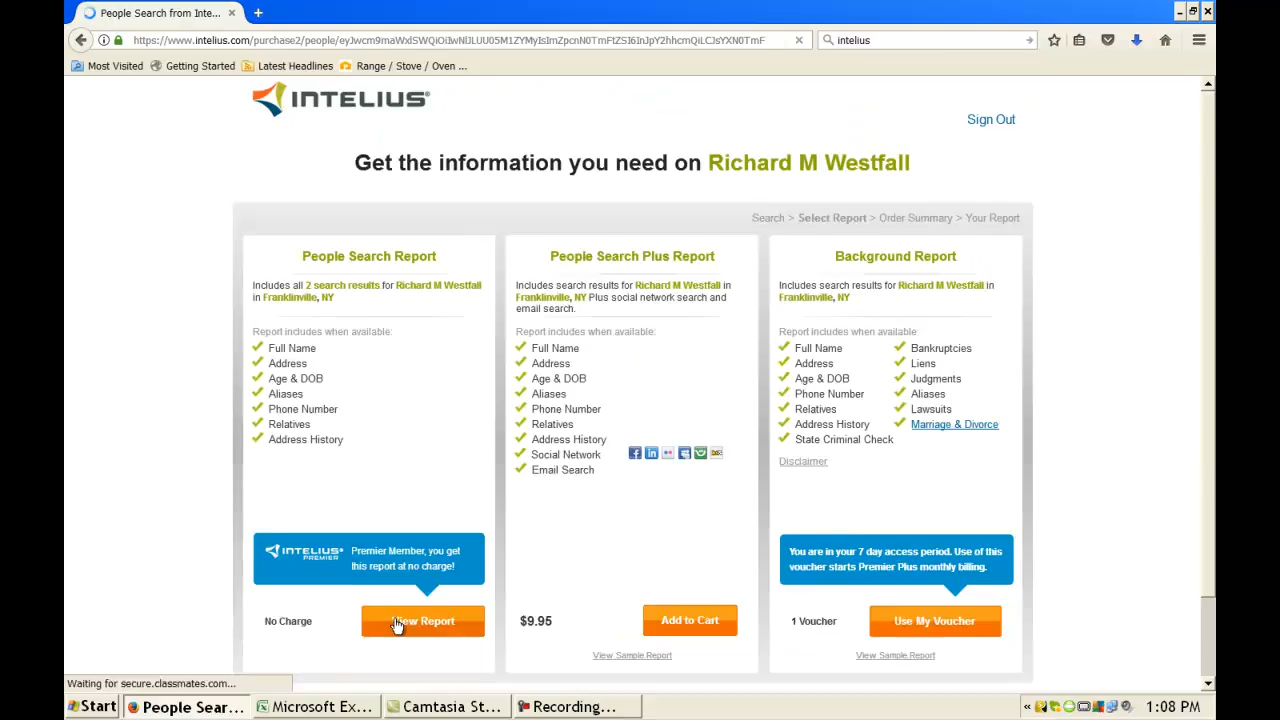 People Search from Inte...
https://www.intelius.com/purchase2/people/
intelius
Most Visited
Getting Started
Latest Headlines
Range / Stove / Oven ...
INTELIUS
Sign Out
Get the information you need on Richard M Westfall
Search > Select Report > Order Summary > Your Report
People Search Report
Includes all 2 search results for Richard M Westfall
in Franklinville, NY
Report includes when available:
Full Name
Address
Age & DOB
Aliases
Phone Number
Relatives
Address History
INTELIUS PREMIER
Premier Member, you get
this report at no charge!
No Charge
View Report
People Search Plus Report
Includes search results for Richard M Westfall in
Franklinville, NY Plus social network search and
email search.
Report includes when available:
Full Name
Address
Age & DOB
Aliases
Phone Number
Relatives
Address History
Social Network
Email Search
$9.95
Add to Cart
View Sample Report
Background Report
Includes search results for Richard M Westfall in
Franklinville, NY
Report includes when available:
Full Name
Address
Age & DOB
Phone Number
Relatives
Address History
State Criminal Check
Bankruptcies
Liens
Judgments
Aliases
Lawsuits
Marriage & Divorce
Disclaimer
You are in your 7 day access period. Use of this
voucher starts Premier Plus monthly billing.
1 Voucher
Use My Voucher
View Sample Report
Waiting for secure.classmates.com...
Start
People Sear...
Microsoft Ex...
Camtasia St...
Recording...
1:08 PM